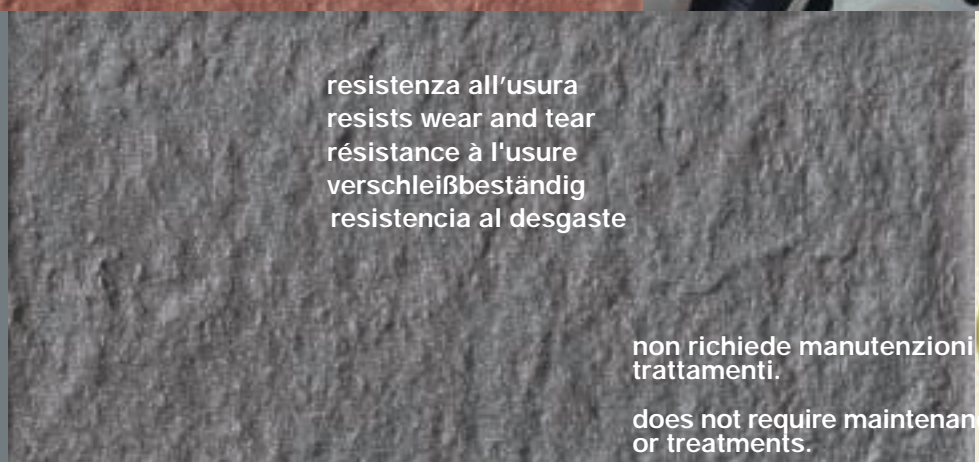 resistenza all’usura
resists wear and tear
résistance à l'usure
verschleißbeständig
resistencia al desgaste
non richiede manutenzioni
trattamenti.
does not require maintenan
or treatments.